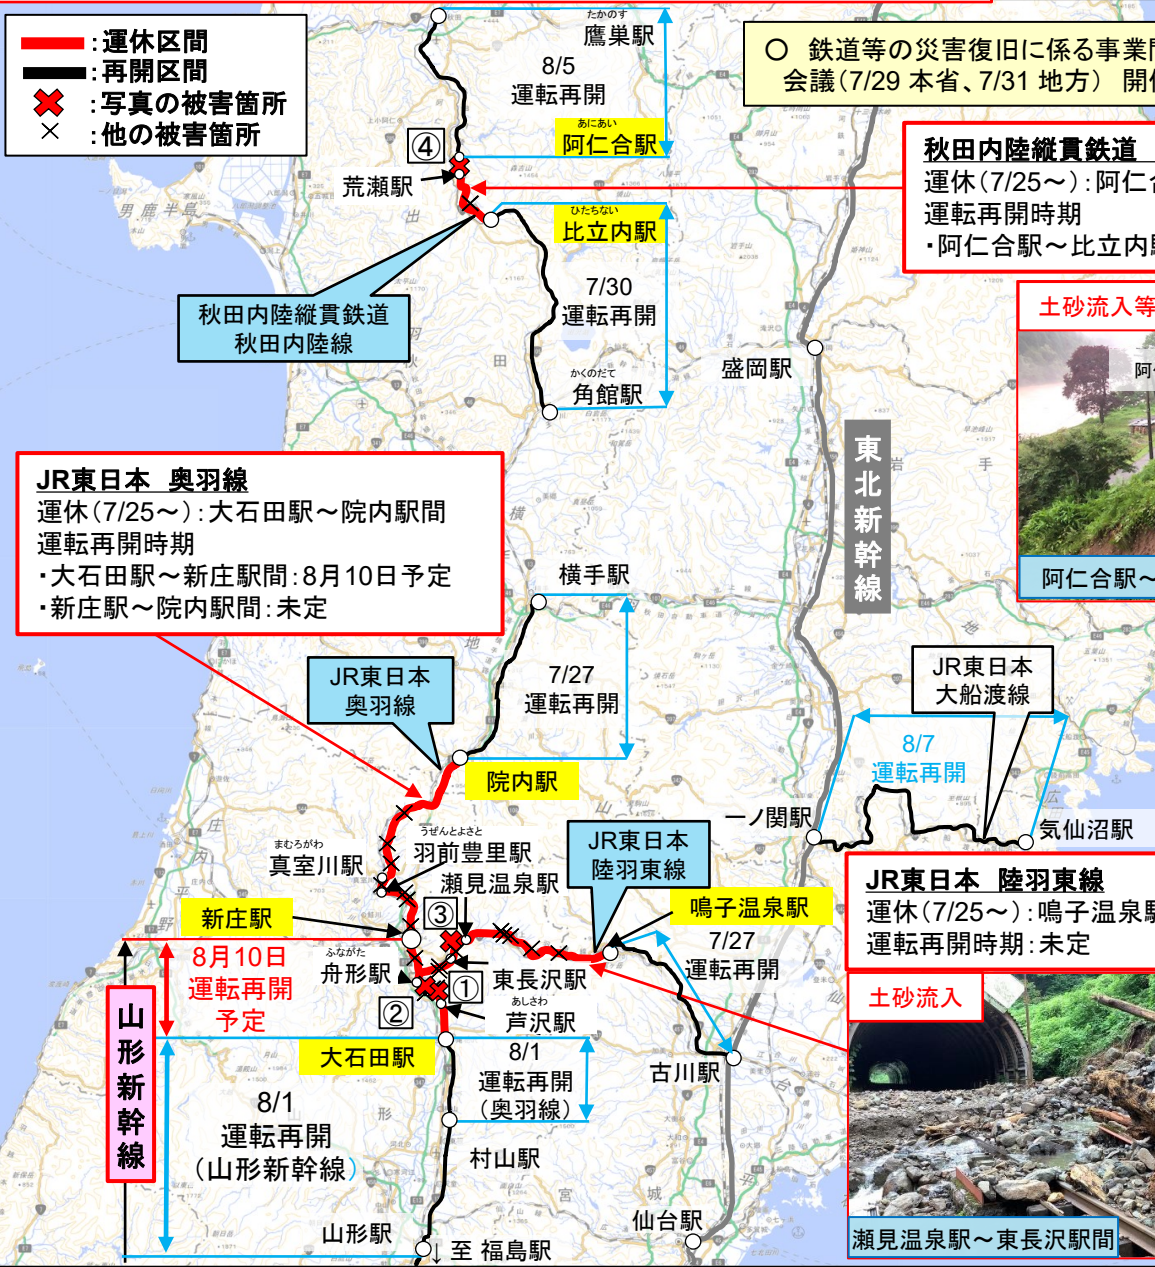 ：運休区間
：再開区間
：写真の被害箇所
：他の被害箇所
○ 鉄道等の災害復旧に係る事業
会議（7/29 本省、7/31 地方） 開
たかのす
鷹巣駅
8/5
運転再開
あにあい
阿仁合駅
④
荒瀬駅
ひたちない
比立内駅
秋田内陸縦貫鉄道
運休（7/25～）：阿仁
運転再開時期
・阿仁合駅～比立内
男鹿半島
秋田内陸縦貫鉄道
秋田内陸線
7/30
運転再開
かくのだて
角館駅
盛岡駅
土砂流入等
阿仁合駅～
東北新幹線
JR東日本 奥羽線
運休（7/25～）：大石田駅～院内駅間
運転再開時期
・大石田駅～新庄駅間：8月10日予定
・新庄駅～院内駅間：未定
横手駅
7/27
運転再開
JR東日本
奥羽線
院内駅
JR東日本
大船渡線
8/7
運転再開
一ノ関駅
気仙沼駅
まむろがわ
真室川駅
うぜんとよさと
羽前豊里駅
瀬見温泉駅
JR東日本
陸羽東線
鳴子温泉駅
7/27
運転再開
JR東日本 陸羽東線
運休（7/25～）：鳴子温泉
運転再開時期：未定
新庄駅
③
8月10日
運転再開
予定
ふながた
舟形駅
東長沢駅
①
②
あしさわ
芦沢駅
大石田駅
古川駅
土砂流入
山形新幹線
8/1
運転再開
（山形新幹線）
8/1
運転再開
（奥羽線）
村山駅
山形駅
↓至 福島駅
仙台駅
瀬見温泉駅～東長沢駅間